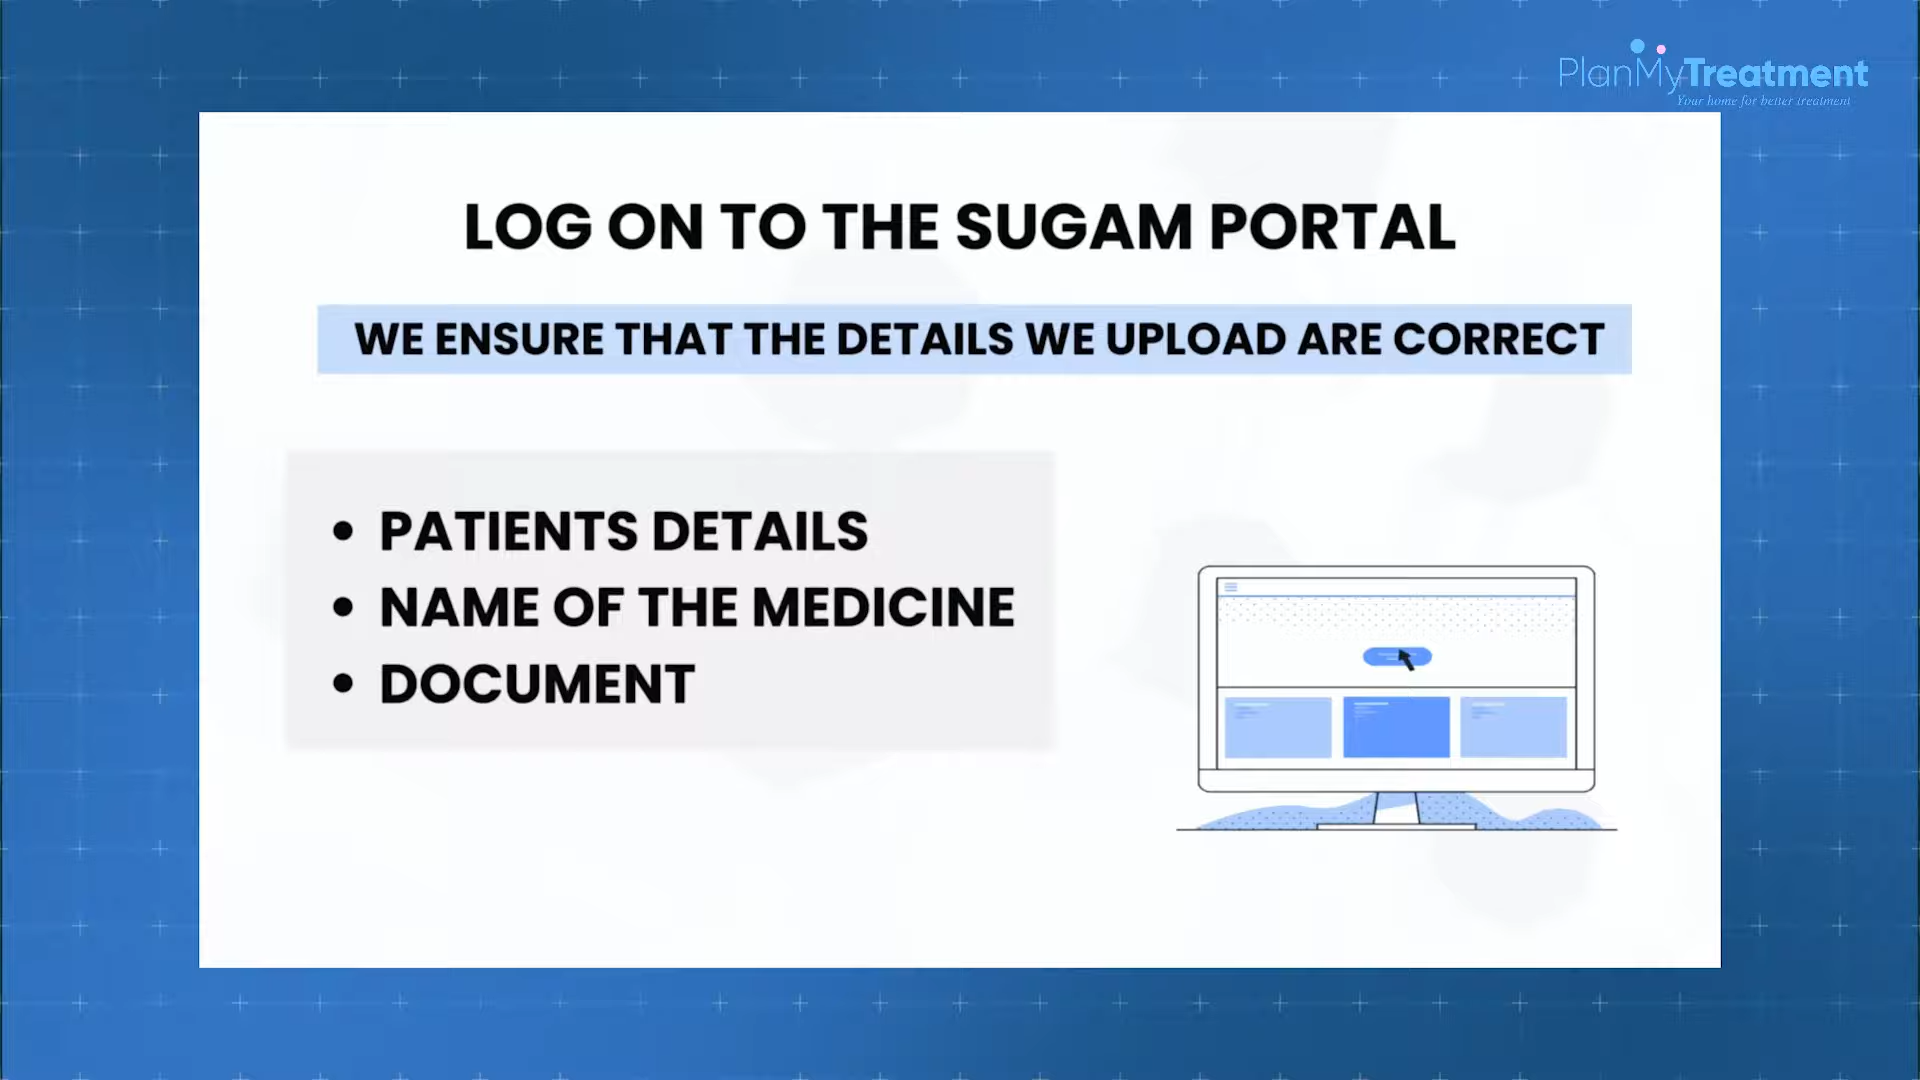 PlanMyTreatment
Your home for better treatment
LOG ON TO THE SUGAM PORTAL
WE ENSURE THAT THE DETAILS WE UPLOAD ARE CORRECT
• PATIENTS DETAILS
• NAME OF THE MEDICINE
• DOCUMENT